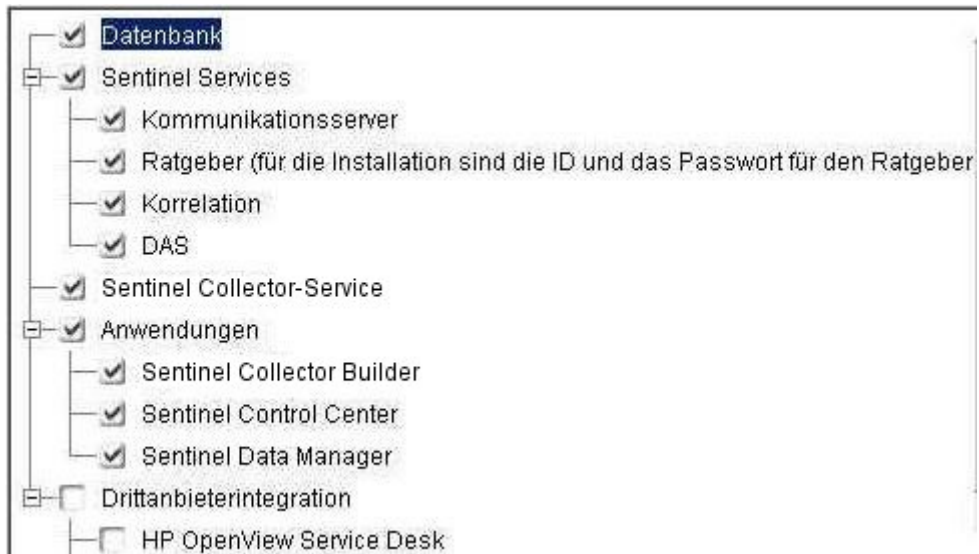 Datenbank
Sentinel Services
Kommunikationsserver
Ratgeber (für die Installation sind die ID und das Passwort für den Ratgeber
Korrelation
DAS
Sentinel Collector-Service
Anwendungen
Sentinel Collector Builder
Sentinel Control Center
Sentinel Data Manager
Drittanbieterintegration
HP OpenView Service Desk